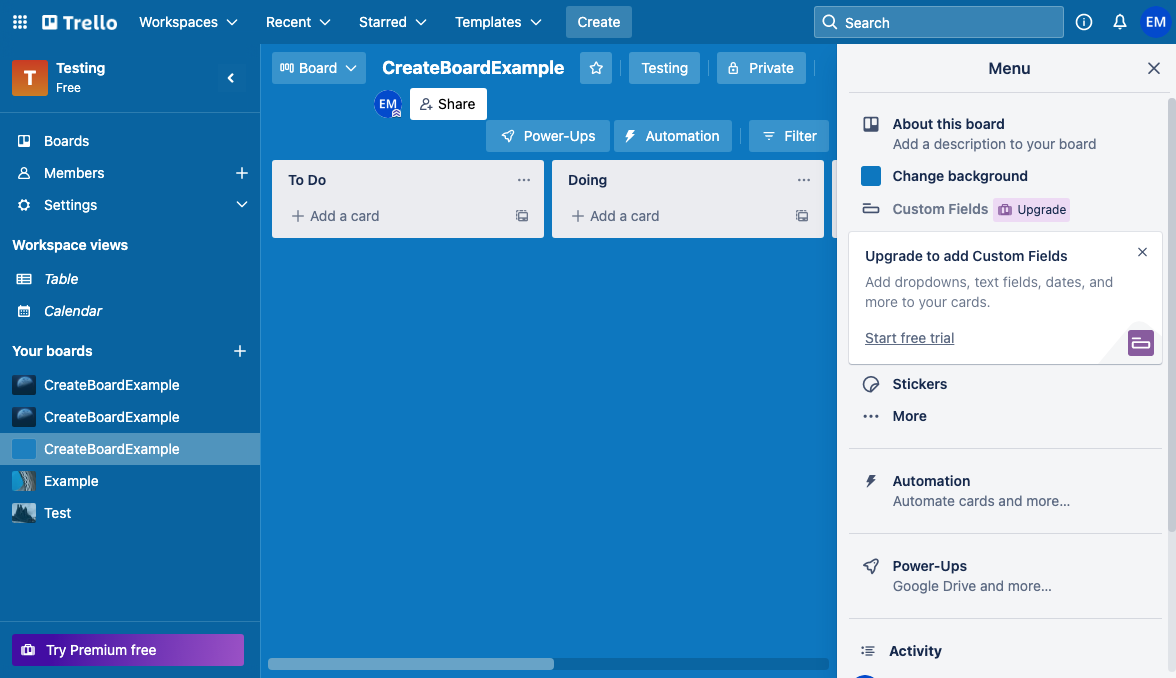 Trello
Workspaces
Recent
Starred
Templates
Create
Search
EM
T
Testing
Free
Boards
Members
Settings
Workspace views
Table
Calendar
Your boards
CreateBoardExample
CreateBoardExample
CreateBoardExample
Example
Test
Try Premium free
Board
CreateBoardExample
Testing
Private
EM
Share
Power-Ups
Automation
Filter
To Do
Add a card
Doing
Add a card
Menu
About this board
Add a description to your board
Change background
Custom Fields
Upgrade
Upgrade to add Custom Fields
Add dropdowns, text fields, dates, and
more to your cards.
Start free trial
Stickers
More
Automation
Automate cards and more...
Power-Ups
Google Drive and more...
Activity